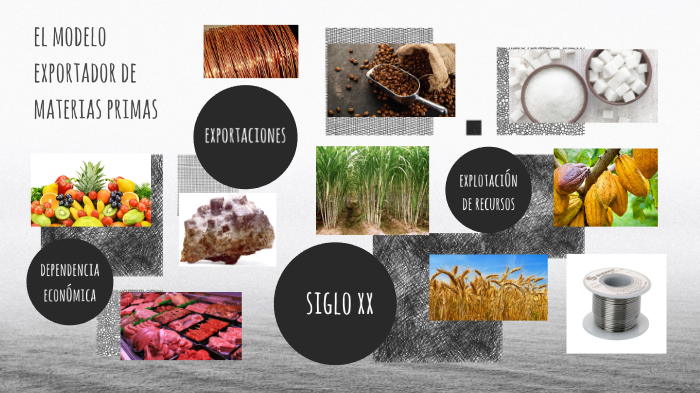 EL MODELO
EXPORTADOR DE
MATERIAS PRIMAS
EXPORTACIONES
EXPLOTACIÓN
DE RECURSOS
DEPENDENCIA
ECONÓMICA
SIGLO XX